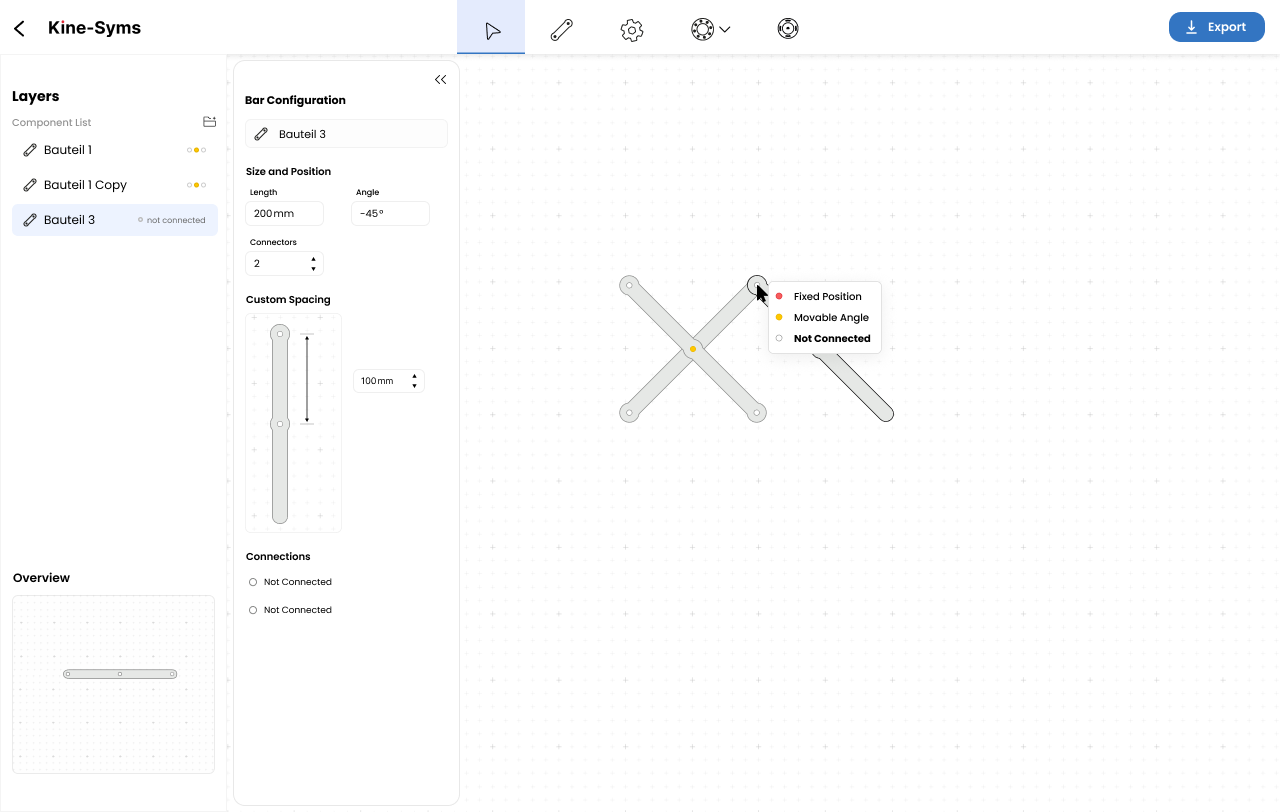 Kine-Syms
Export
Layers
Component List
Bauteil 1
Bauteil 1 Copy
Bauteil 3
not connected
Overview
Bar Configuration
Bauteil 3
Size and Position
Length
Angle
200mm
-45°
Connectors
2
Custom Spacing
100mm
Connections
Not Connected
Not Connected
Fixed Position
Movable Angle
Not Connected